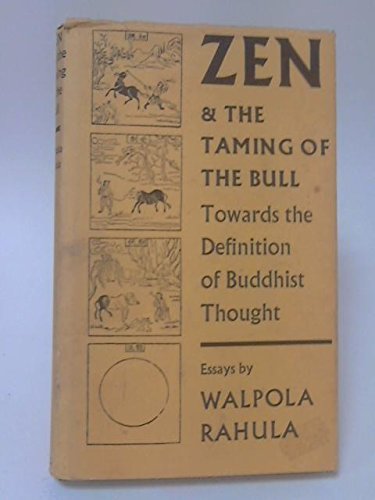 ZEN
& THE
TAMING OF
THE BULL
Towards the
Definition
of Buddhist
Thought
Essays by
WALPOLA
RAHULA